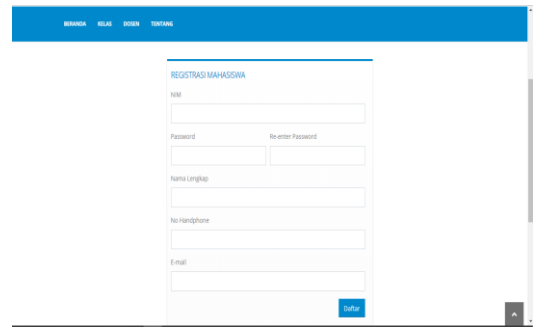 BERANDA KELAS DOSEN TENTANG
REGISTRASI MAHASISWA
NIM
Password Re-enter Password
Nama Lengkap
No Handphone
E-mail
Daftar